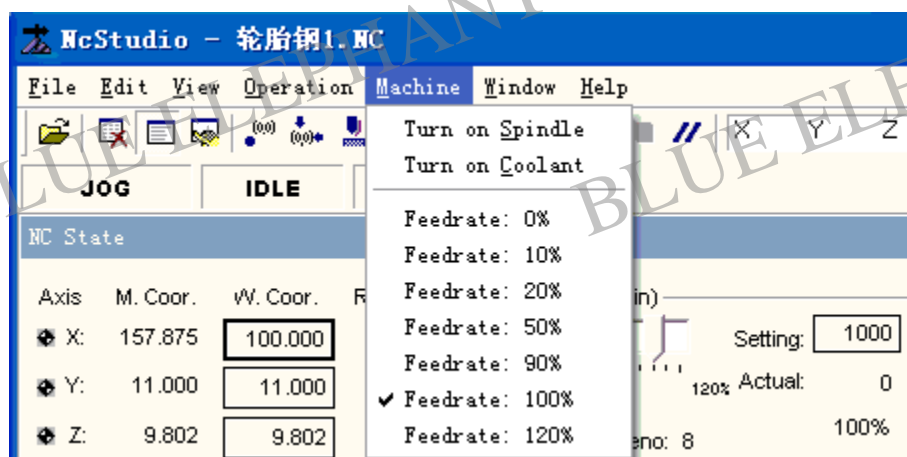 NcStudio - 轮胎钢1.NC
File Edit View Operation Machine Window Help
Turn on Spindle
X Y Z
Turn on Coolant
JOG IDLE
Feedrate: 0%
NC State
Feedrate: 10%
Axis M. Coor. W. Coor.
Feedrate: 20%
X: 157.875 100.000
Feedrate: 50%
Setting: 1000
Feedrate: 90%
Y: 11.000 11.000
Feedrate: 100%
120% Actual: 0
Z: 9.802 9.802
Feedrate: 120%
eno: 8 100%
BLUE ELEPHANT
BLUE ELE